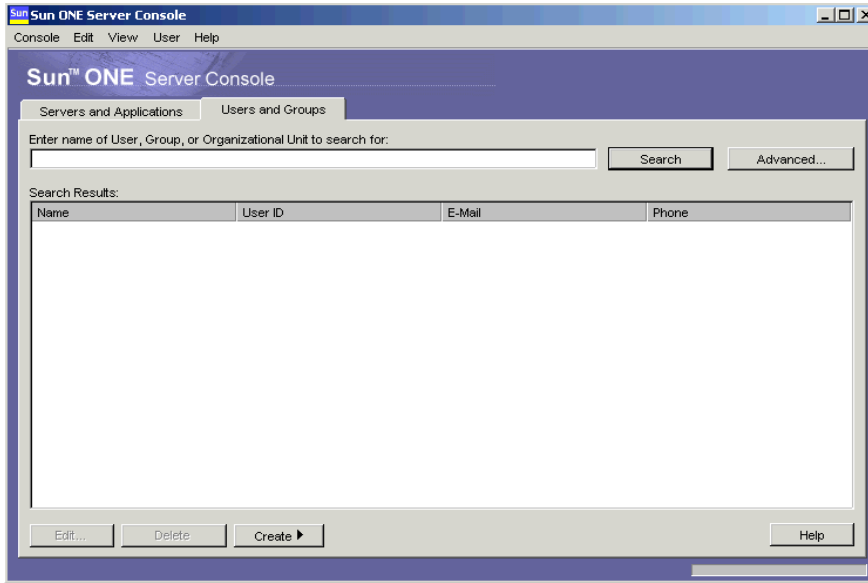 Sun Sun ONE Server Console
Console Edit View User Help
Sun™ ONE Server Console
Servers and Applications Users and Groups
Enter name of User, Group, or Organizational Unit to search for:
Search Advanced...
Search Results:
Name User ID E-Mail Phone
Edit... Delete Create Help